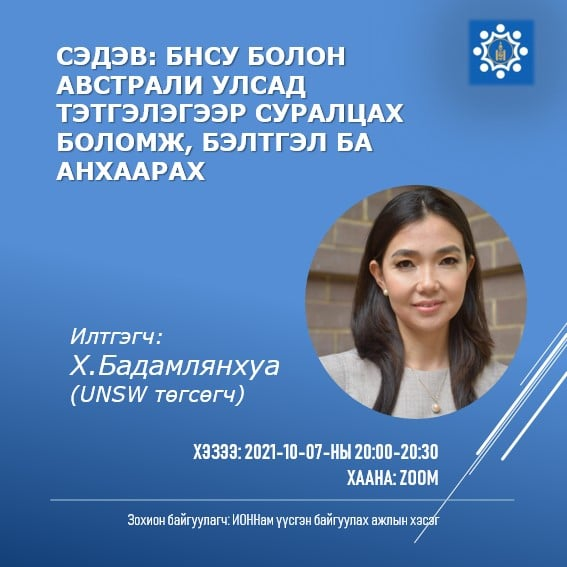 СЭДЭВ: БНСУ БОЛОН
АВСТРАЛИ УЛСАД
ТЭТГЭЛЭГЭЭР СУРАЛЦАХ
БОЛОМЖ, БЭЛТГЭЛ БА
АНХААРАХ
Илтгэгч:
Х.Бадамлянхуа
(UNSW төгсөгч)
ХЭЗЭЭ: 2021-10-07-НЫ 20:00-20:30
ХААНА: ZOOM
Зохион байгуулагч: ИОННам үүсгэн байгуулах ажлын хэсэг